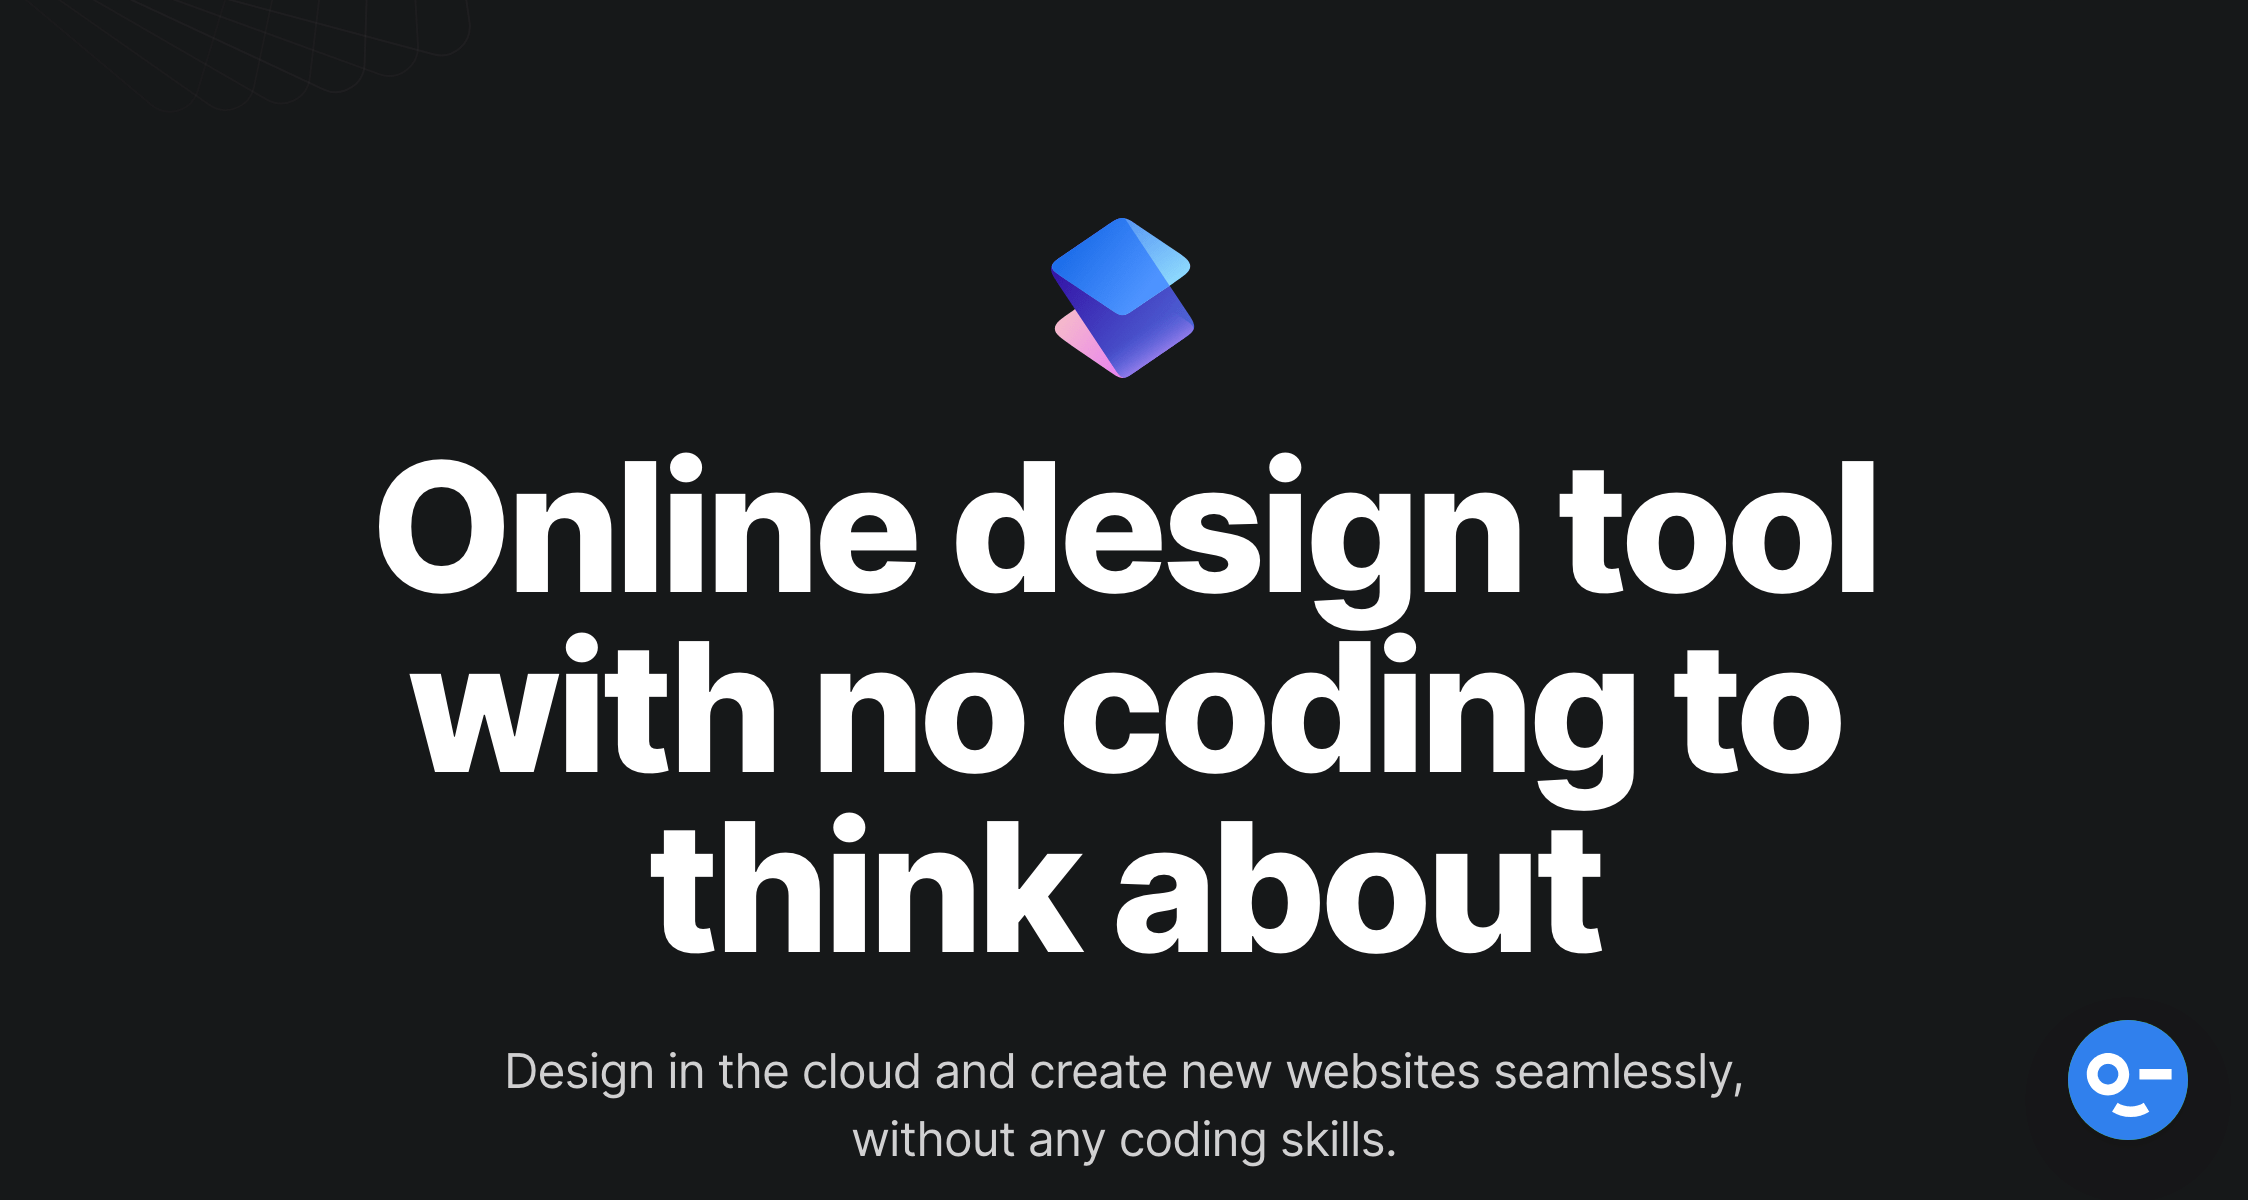 Online design tool
with no coding to
think about
Design in the cloud and create new websites seamlessly,
without any coding skills.